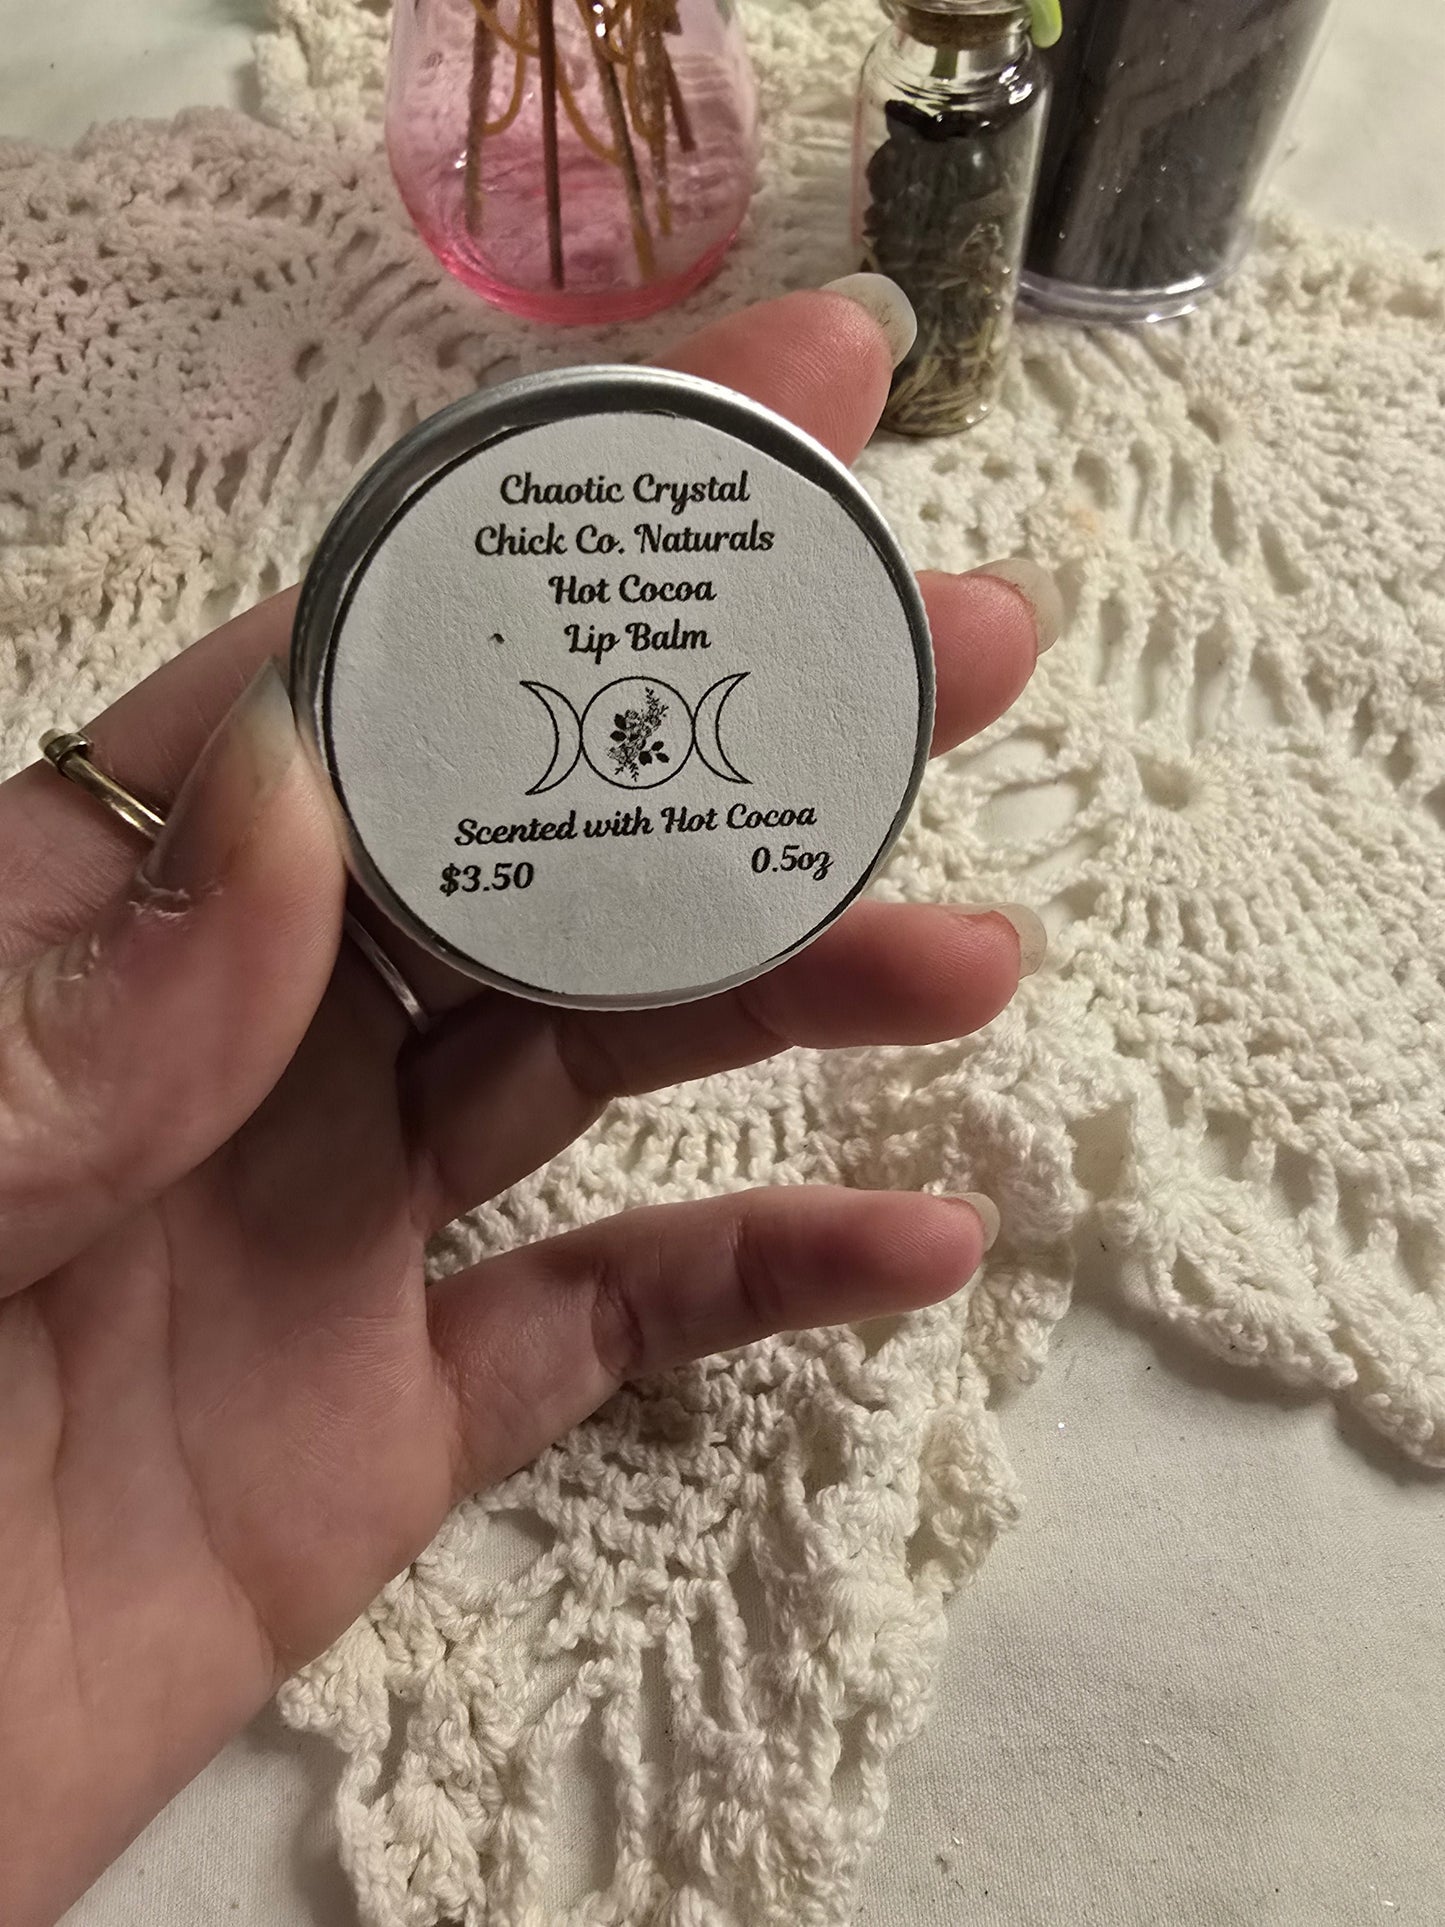 Chaotic Crystal
Chick Co. Naturals
Hot Cocoa
Lip Balm
Scented with Hot Cocoa
$3.50 0.5oz